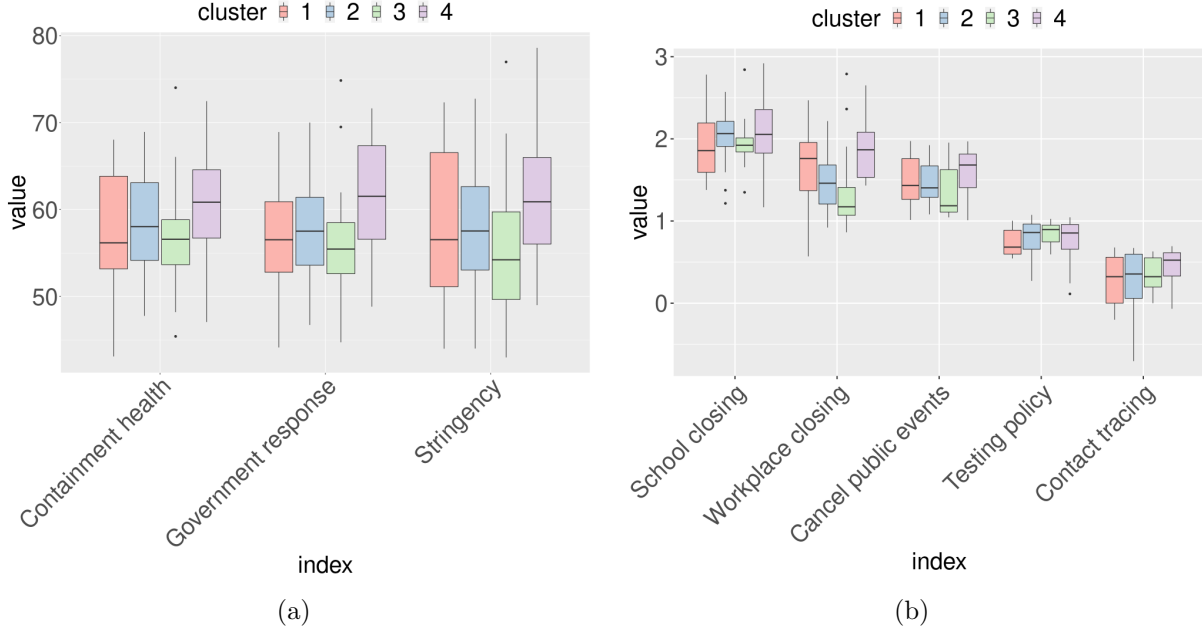 cluster 1 2 3 4
80
70
60
50
value
Containment health
Government response
Stringency
index
(a)
cluster 1 2 3 4
3
2
1
0
value
School closing
Workplace closing
Cancel public events
Testing policy
Contact tracing
index
(b)